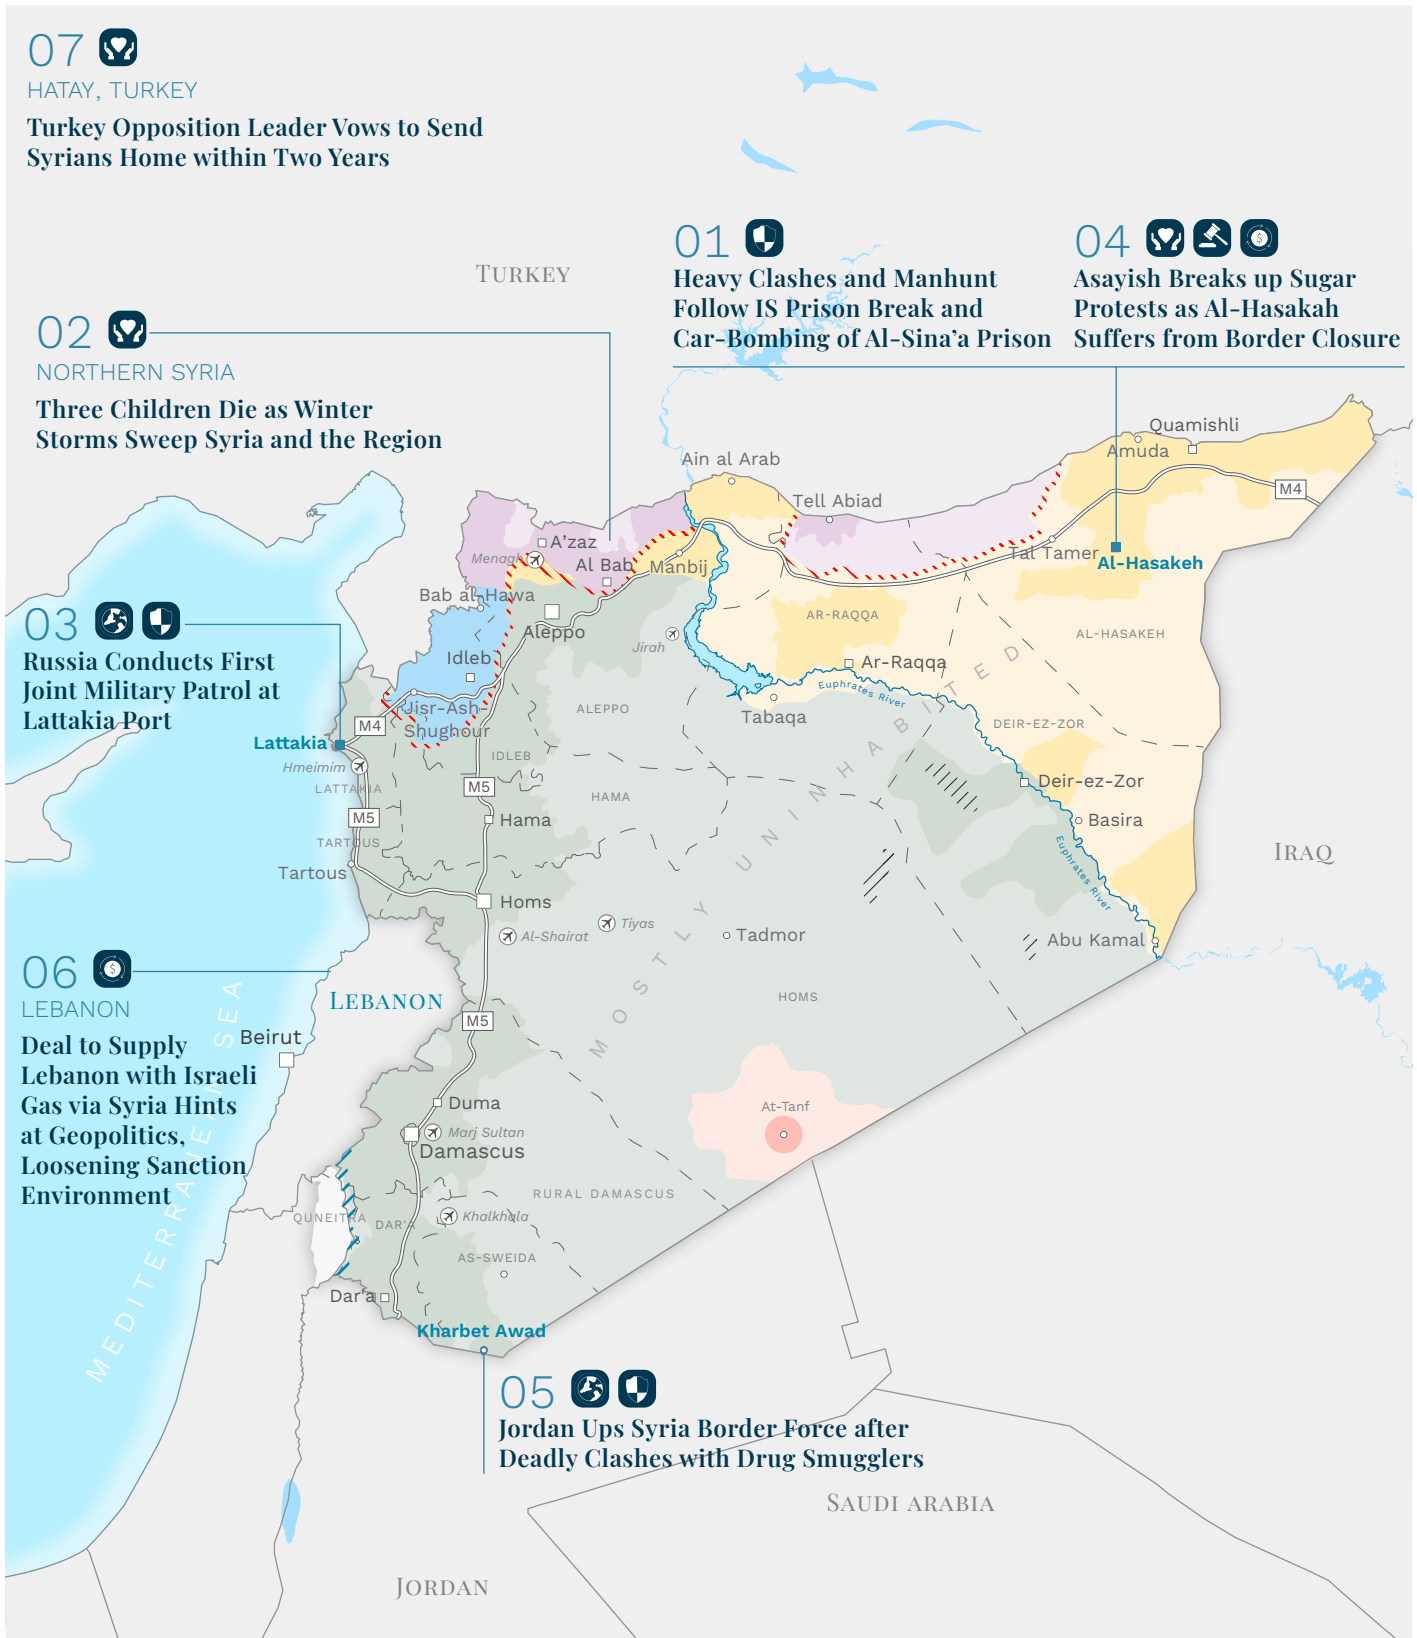 07
HATAY, TURKEY
Turkey Opposition Leader Vows to Send
Syrians Home within Two Years
TURKEY
01
Heavy Clashes and Manhunt
Follow IS Prison Break and
Car-Bombing of Al-Sina’a Prison
04
Asayish Breaks up Sugar
Protests as Al-Hasakah
Suffers from Border Closure
02
NORTHERN SYRIA
Three Children Die as Winter
Storms Sweep Syria and the Region
Quamishli
Amuda
Ain al Arab
M4
Tell Abiad
A’zaz
Menagh
Al Bab
Manbij
Tal Tamer
Al-Hasakeh
Bab al-Hawa
03
Russia Conducts First
Joint Military Patrol at
Lattakia Port
AR-RAQQA
AL-HASAKEH
Aleppo
Jirah
Idleb
Ar-Raqqa
Euphrates River
Jisr-Ash-
Shughour
ALEPPO
Tabaqa
M4
DEIR-EZ-ZOR
Lattakia
IDLEB
Hmeimim
LATTAKIA
M5
HAMA
Deir-ez-Zor
M5
Hama
Basira
TARTOUS
Tartous
IRAQ
Euphrates River
Homs
Al-Shairat
Tiyas
Tadmor
Abu Kamal
MOSTLY UNINHABITED
06
LEBANON
Deal to Supply
Lebanon with Israeli
Gas via Syria Hints
at Geopolitics,
Loosening Sanction
Environment
LEBANON
HOMS
M5
Beirut
MEDITERRANEAN SEA
Duma
At-Tanf
Marj Sultan
Damascus
RURAL DAMASCUS
QUNEITRA
DAR'A
Khalkhala
AS-SWEIDA
Dar'a
Kharbet Awad
05
Jordan Ups Syria Border Force after
Deadly Clashes with Drug Smugglers
SAUDI ARABIA
JORDAN